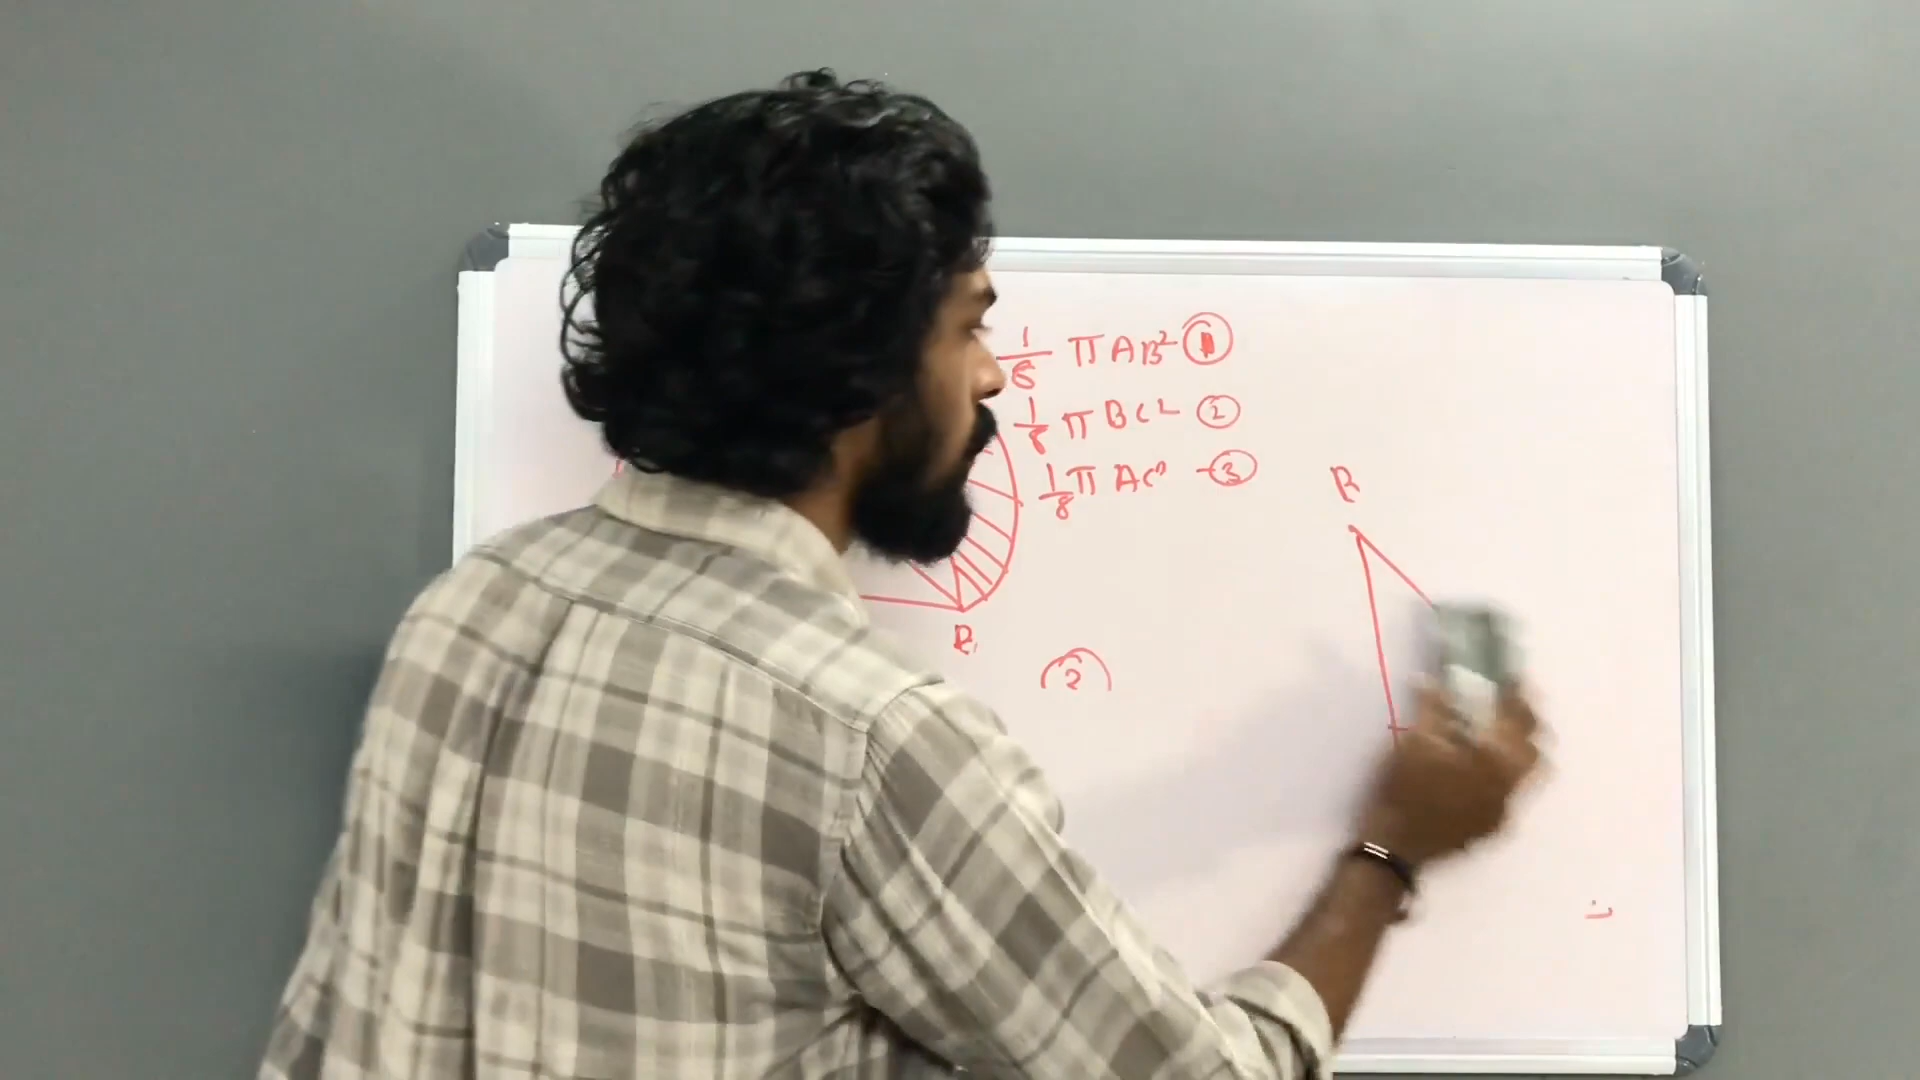 1/8 π AB² - ①
1/8 π BC² ②
1/8 π AC² - ③
B
B
②